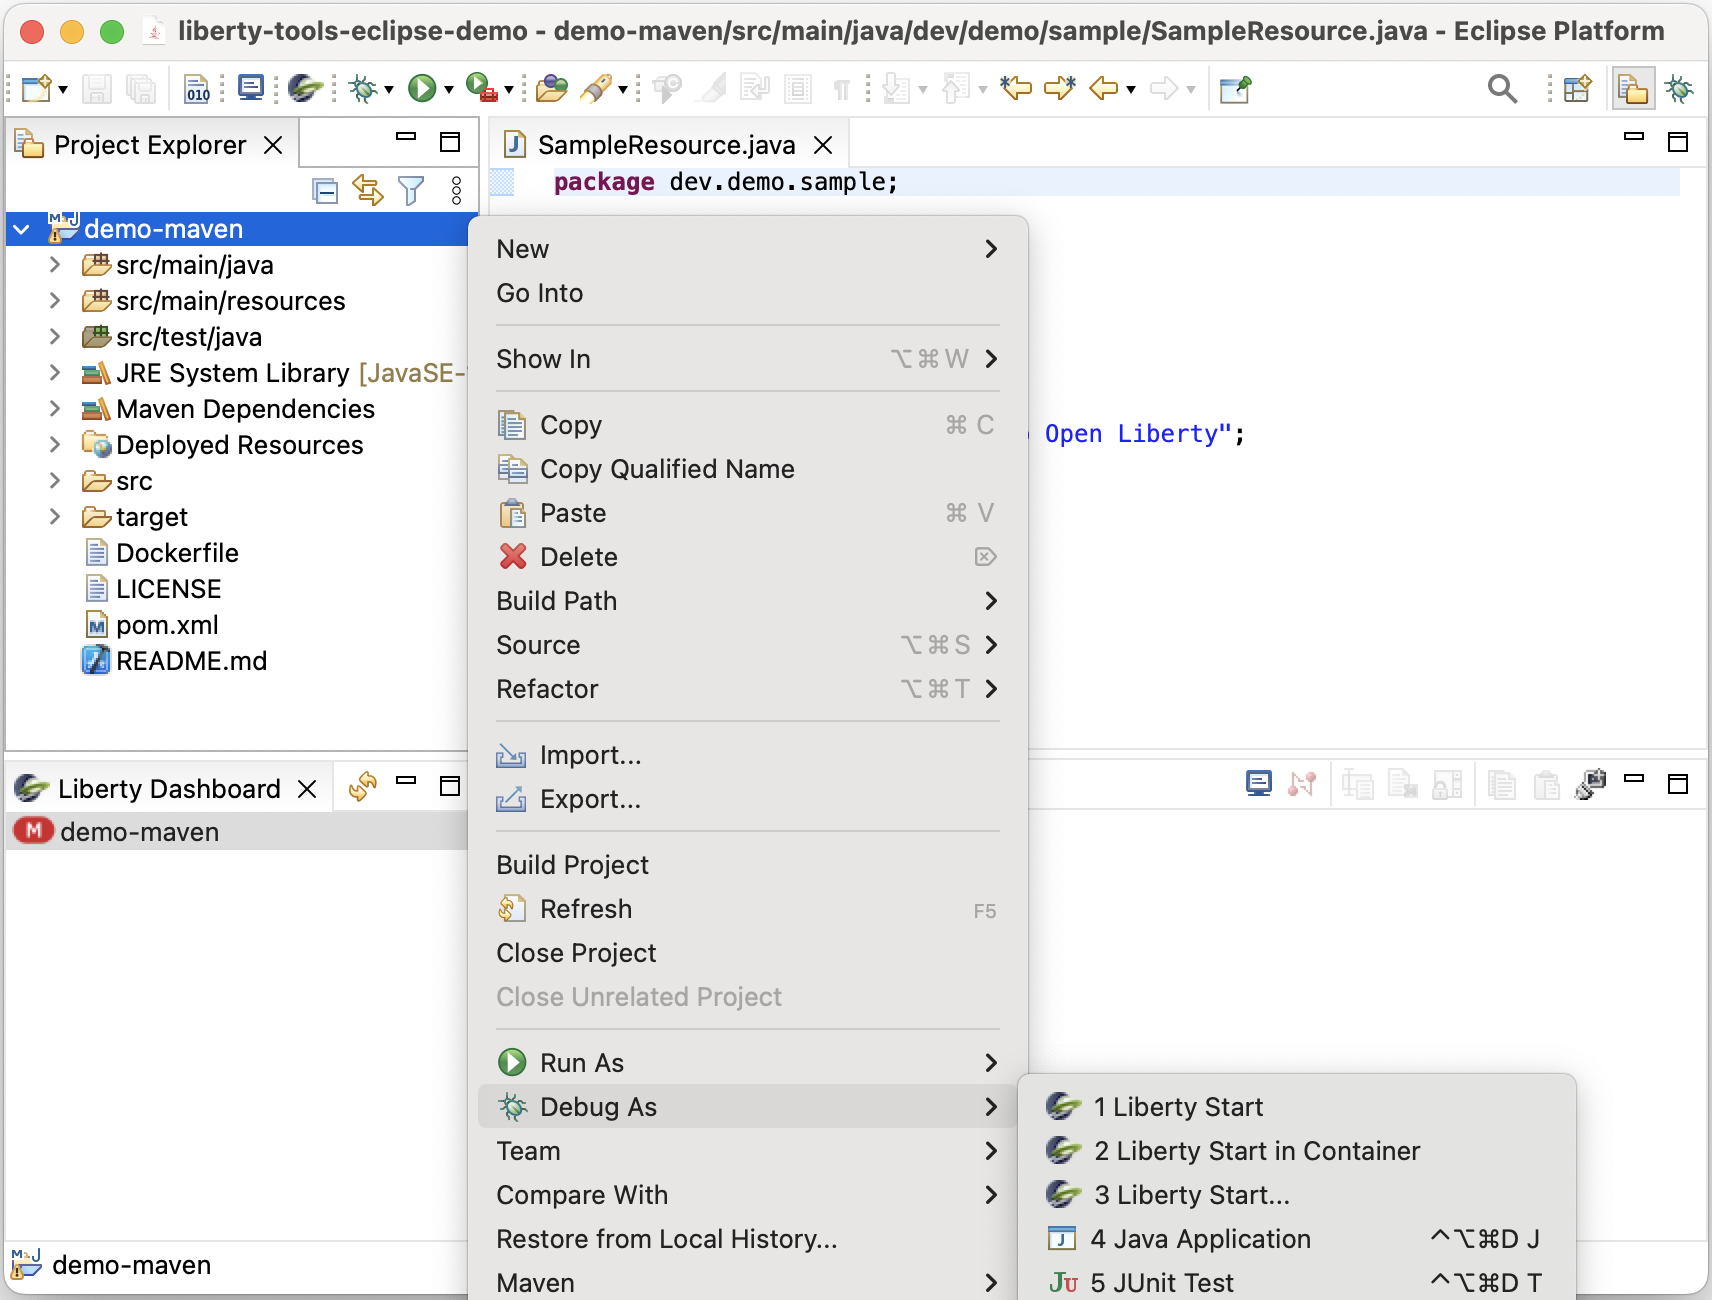 liberty-tools-eclipse-demo - demo-maven/src/main/java/dev/demo/sample/SampleResource.java - Eclipse Platform
010
Project Explorer
SampleResource.java
package dev.demo.sample;
demo-maven
src/main/java
src/main/resources
src/test/java
JRE System Library [JavaSE-
Maven Dependencies
Deployed Resources
src
target
Dockerfile
LICENSE
pom.xml
README.md
New
Go Into
Show In ⌥⌘W
Copy ⌘ C
Copy Qualified Name
Paste ⌘ V
Delete ⌦
Build Path
Source ⌥⌘S
Refactor ⌥⌘T
Import...
Export...
Build Project
Refresh F5
Close Project
Close Unrelated Project
Run As
Debug As
Team
Compare With
Restore from Local History...
Maven
Open Liberty";
1 Liberty Start
2 Liberty Start in Container
3 Liberty Start...
4 Java Application ^⌥⌘D J
5 JUnit Test ^⌥⌘D T
Liberty Dashboard
M demo-maven
demo-maven